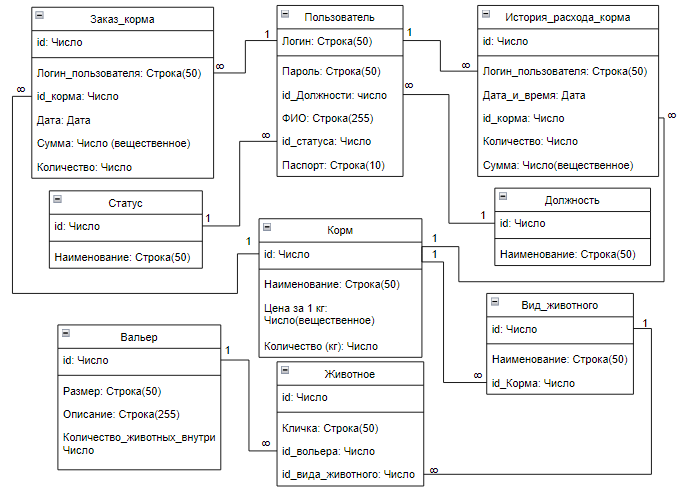 Заказ_корма
id: Число
Логин_пользователя: Строка(50)
id_корма: Число
Дата: Дата
Сумма: Число (вещественное)
Количество: Число
Пользователь
Логин: Строка(50)
Пароль: Строка(50)
id_Должности: число
ФИО: Строка(255)
id_статуса: Число
Паспорт: Строка(10)
История_расхода_корма
id: Число
Логин_пользователя: Строка(50)
Дата_и_время: Дата
id_корма: Число
Количество: Число
Сумма: Число(вещественное)
1
∞
1
∞
∞
∞
∞
∞
Статус
id: Число
Наименование: Строка(50)
1
Должность
id: Число
Наименование: Строка(50)
1
Корм
id: Число
Наименование: Строка(50)
Цена за 1 кг:
Число(вещественное)
Количество (кг): Число
1
1
1
Вид_животного
id: Число
Наименование: Строка(50)
id_Корма: Число
1
∞
Вальер
id: Число
Размер: Строка(50)
Описание: Строка(255)
Количество_животных_внутри
Число
1
∞
Животное
id: Число
Кличка: Строка(50)
id_вольера: Число
id_вида_животного: Число
∞